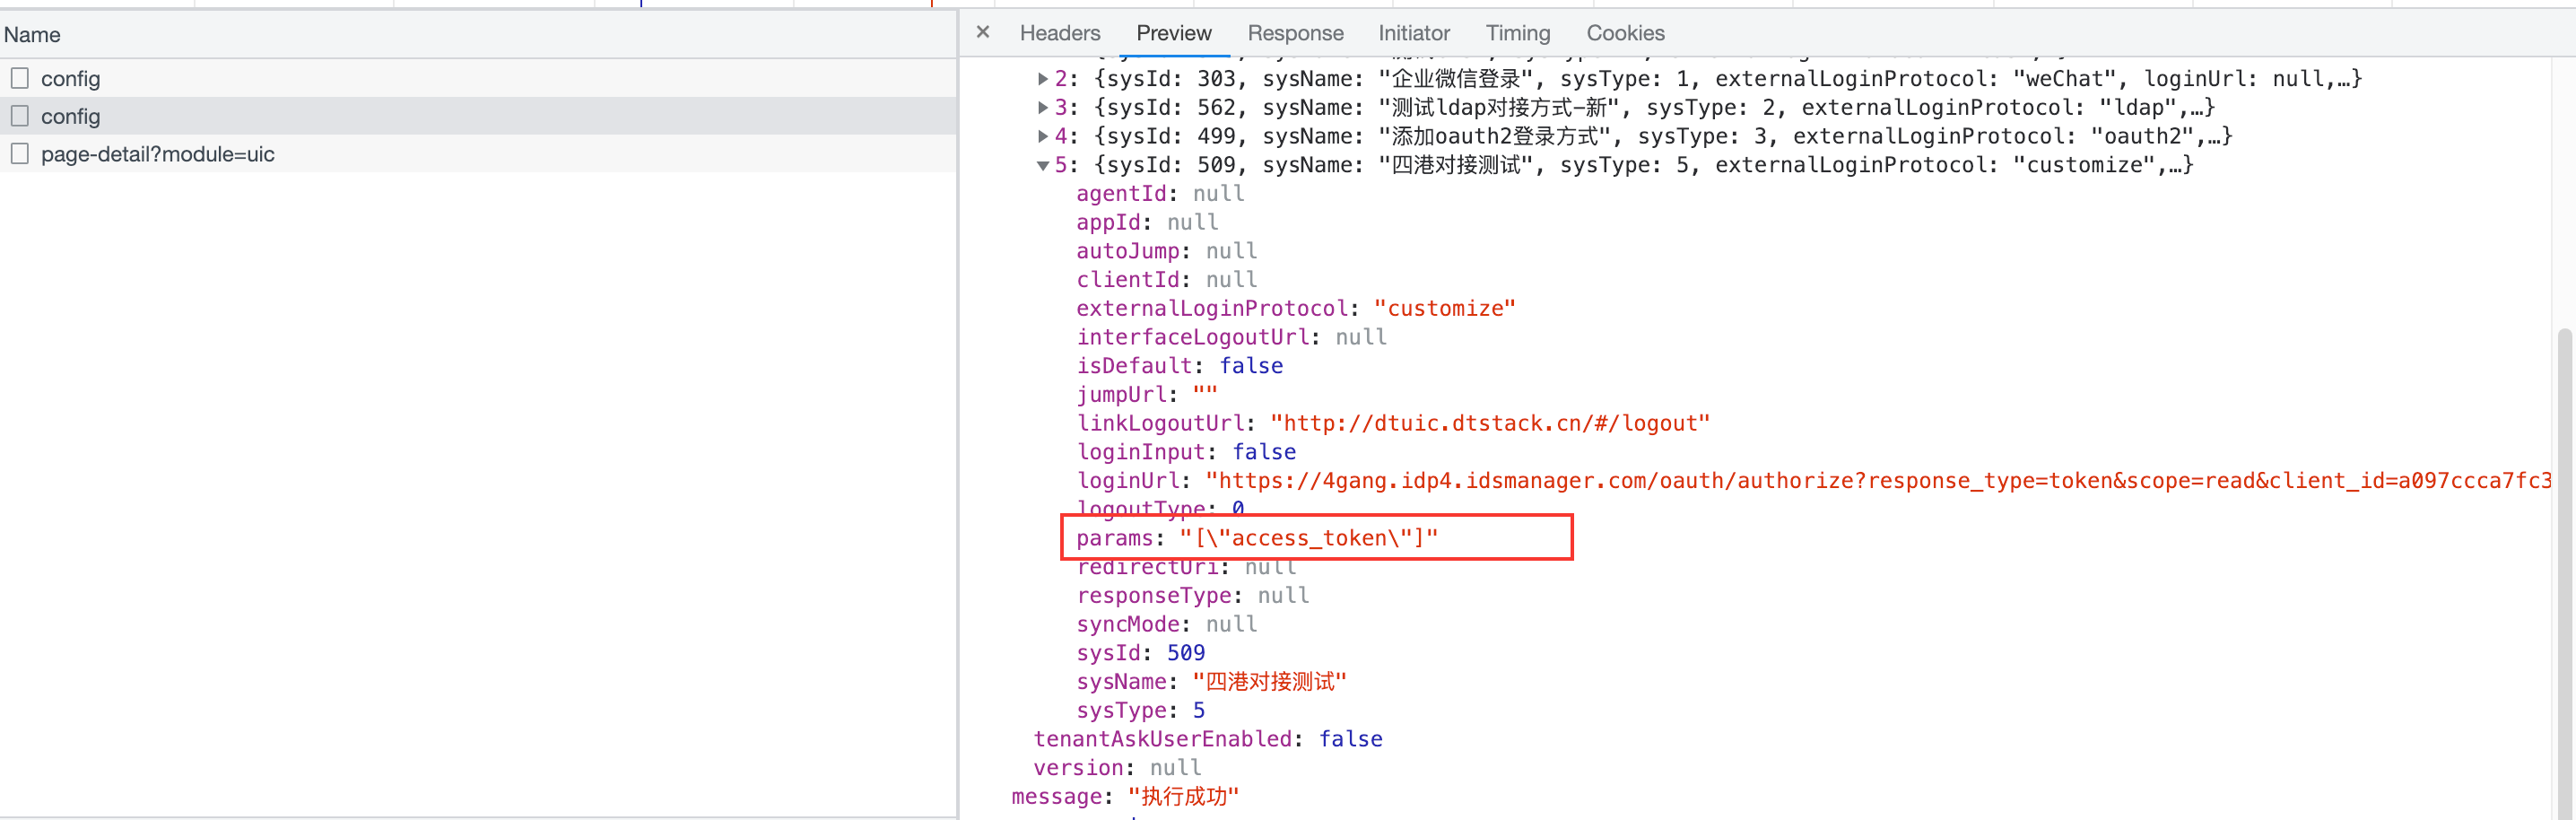 Name
config
config
page-detail?module=uic
× Headers Preview Response Initiator Timing Cookies
▶2: {sysId: 303, sysName: "企业微信登录", sysType: 1, externalLoginProtocol: "weChat", loginUrl: null,…}
▶3: {sysId: 562, sysName: "测试ldap对接方式-新", sysType: 2, externalLoginProtocol: "ldap",…}
▶4: {sysId: 499, sysName: "添加oauth2登录方式", sysType: 3, externalLoginProtocol: "oauth2",…}
▼5: {sysId: 509, sysName: "四港对接测试", sysType: 5, externalLoginProtocol: "customize",…}
agentId: null
appId: null
autoJump: null
clientId: null
externalLoginProtocol: "customize"
interfaceLogoutUrl: null
isDefault: false
jumpUrl: ""
linkLogoutUrl: "http://dtuic.dtstack.cn/#/logout"
loginInput: false
loginUrl: "https://4gang.idp4.idsmanager.com/oauth/authorize?response_type=token&scope=read&client_id=a097ccca7fc3
logoutType: 0
params: "[\"access_token\"]"
redirectUri: null
responseType: null
syncMode: null
sysId: 509
sysName: "四港对接测试"
sysType: 5
tenantAskUserEnabled: false
version: null
message: "执行成功"